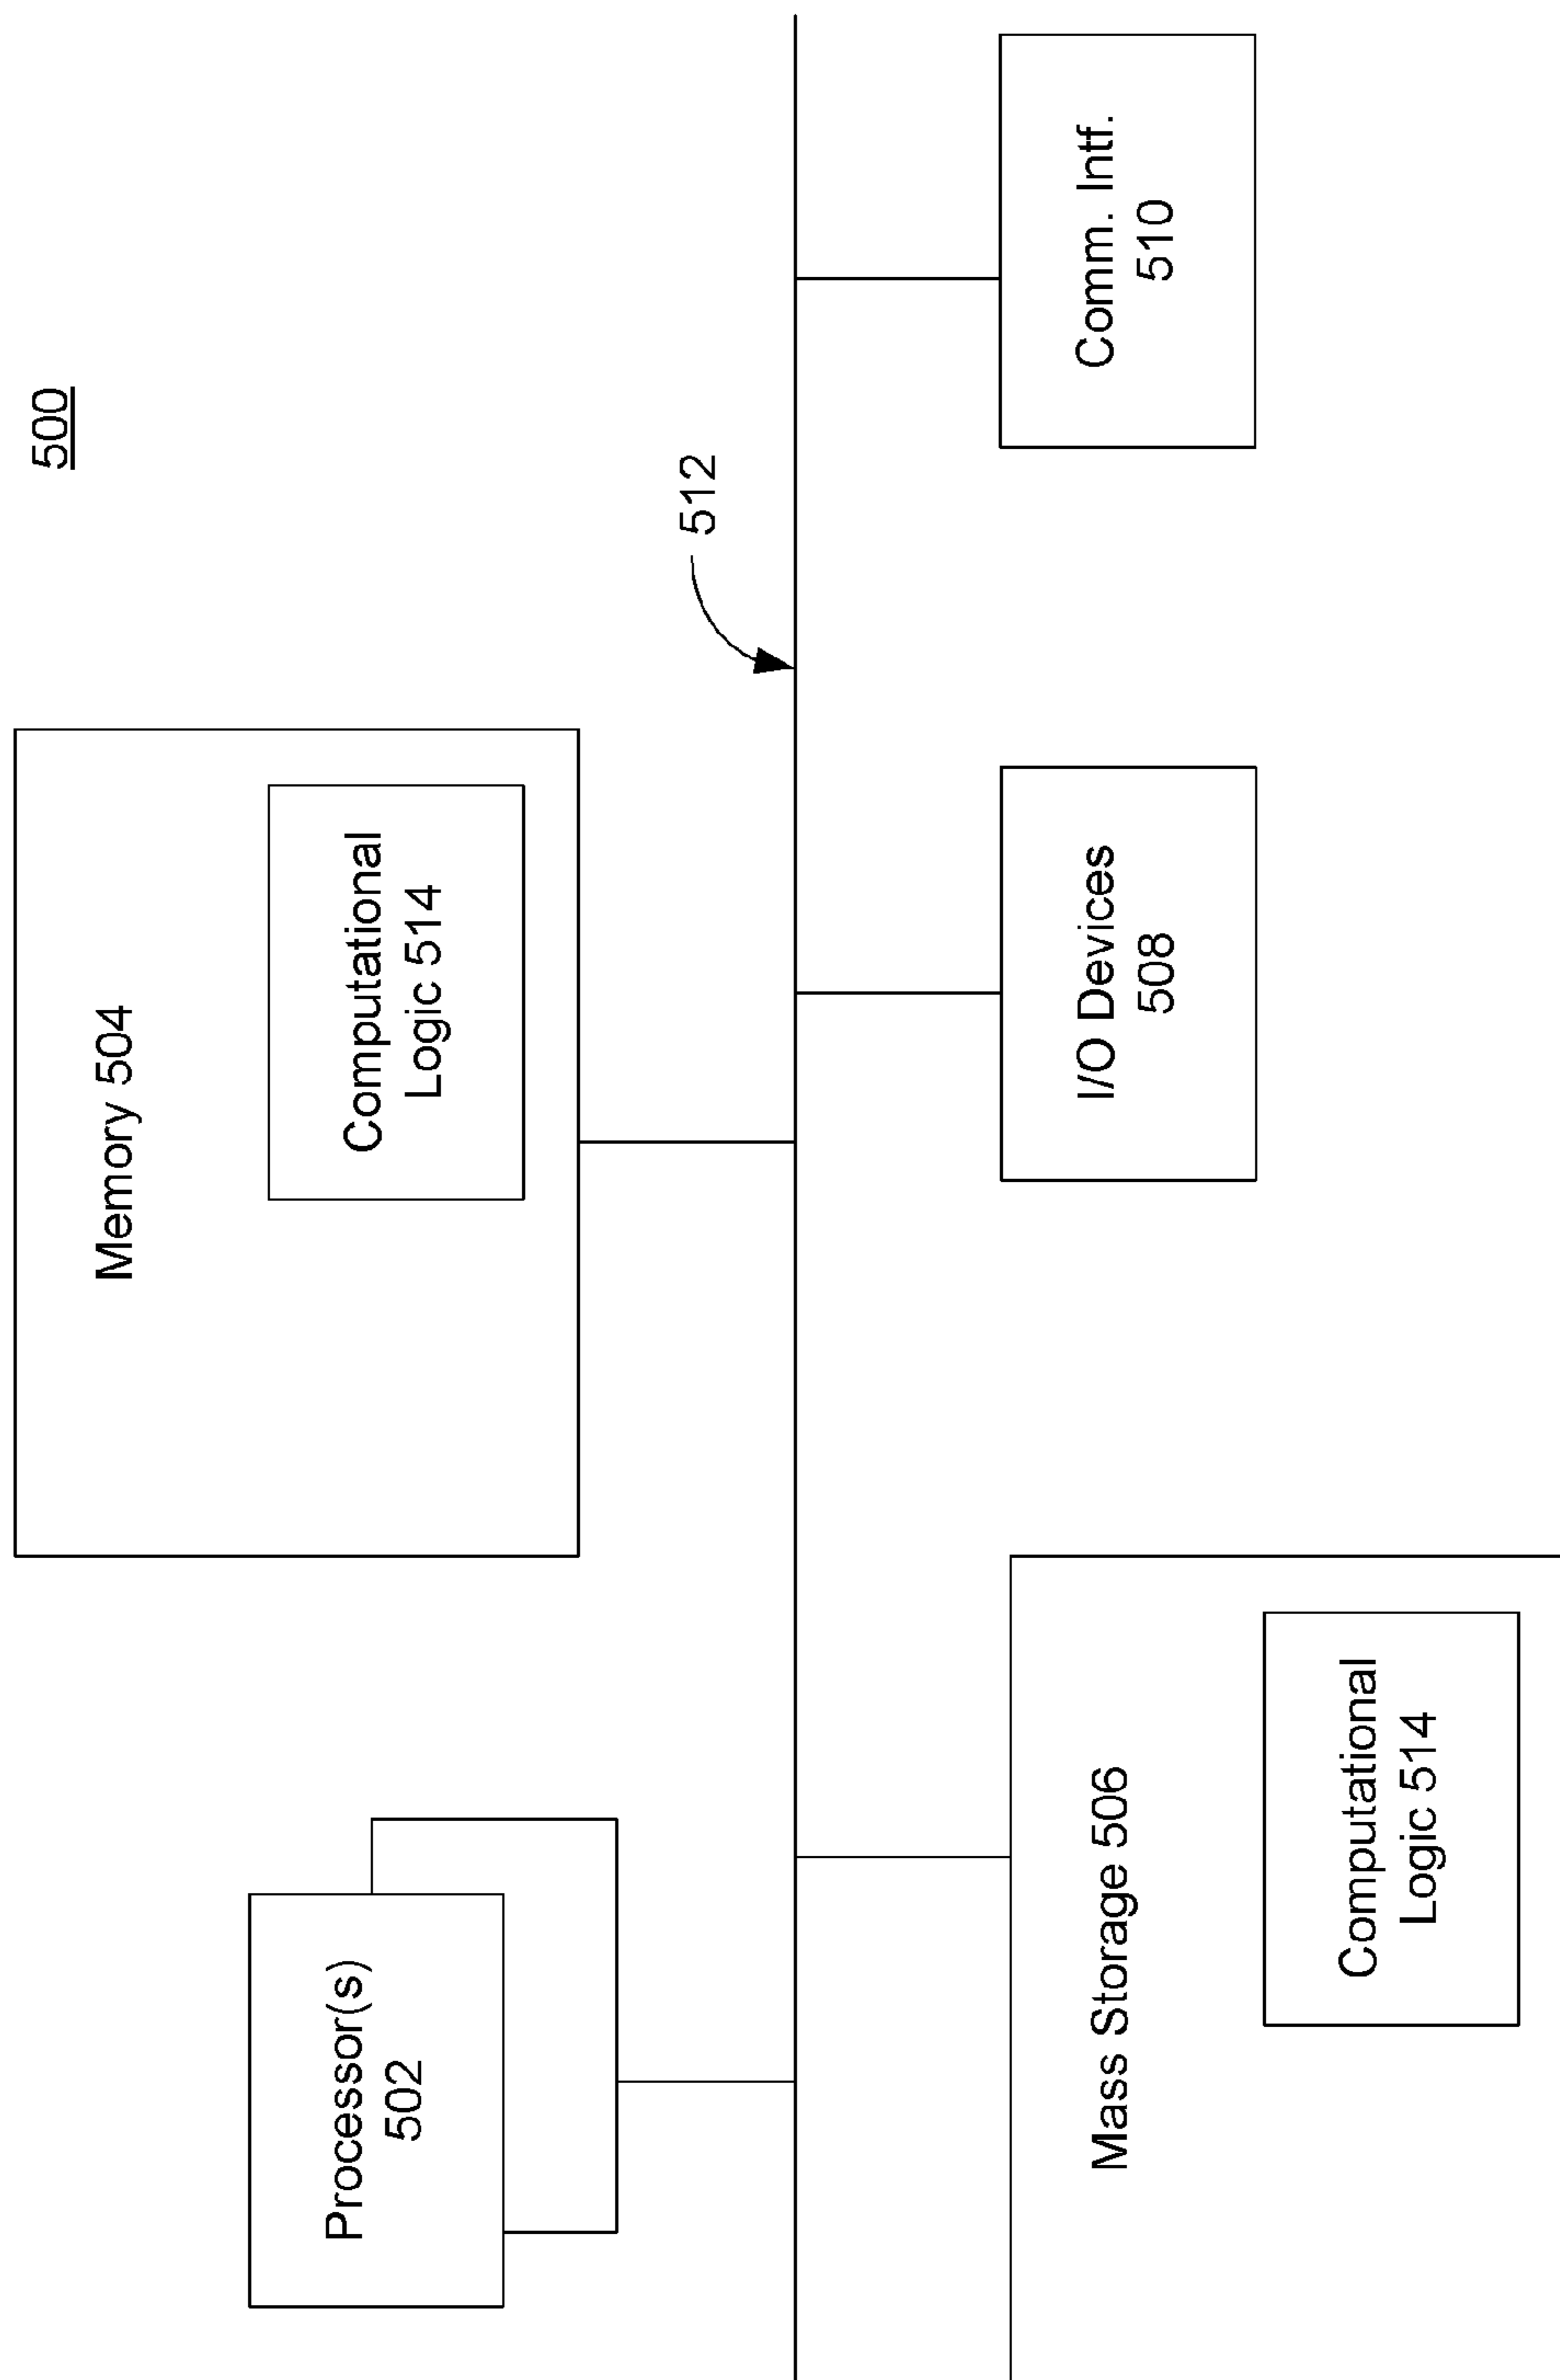 500
Processor(s)
502
Memory 504
Computational
Logic 514
512
Mass Storage 506
Computational
Logic 514
I/O Devices
508
Comm. Intf.
510